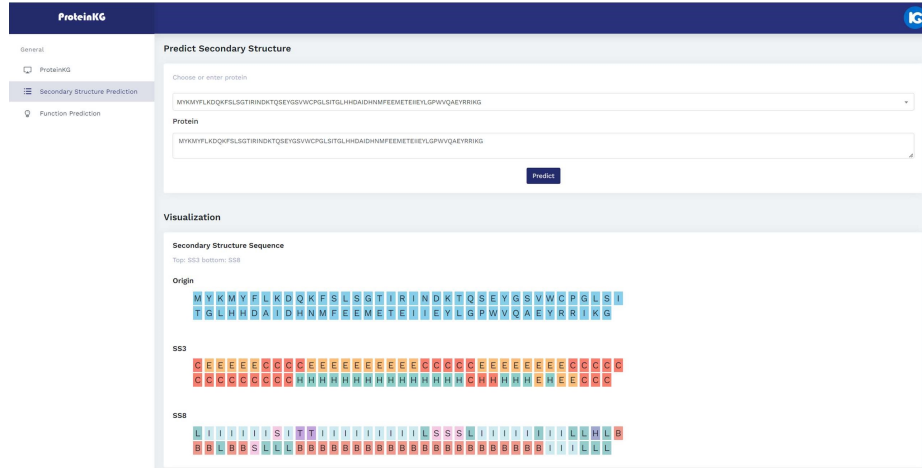 ProteinKG
General
ProteinKG
Secondary Structure Prediction
Function Prediction
Predict Secondary Structure
Choose or enter protein
MYKMYFLKDQKFSLSGTIRINDKTQSEYGSVWCPGLSITGLHHDAIDHNMFEEMETEIIEYLGPWVQAEYRRIKG
Protein
MYKMYFLKDQKFSLSGTIRINDKTQSEYGSVWCPGLSITGLHHDAIDHNMFEEMETEIIEYLGPWVQAEYRRIKG
Predict
Visualization
Secondary Structure Sequence
Top: SS3 bottom: SS8
Origin
M Y K M Y F L K D Q K F S L S G T I R I N D K T Q S E Y G S V W C P G L S I
T G L H H D A I D H N M F E E M E T E I I E Y L G P W V Q A E Y R R I K G
SS3
C E E E E E C C C C E E E E E E E E E E C C C C C E E E E E E E E C C C C C
C C C C C C C C C H H H H H H H H H H H H H H H C H H H H H E H E E C C C
SS8
L I I I I I I S I T T I I I I I I I I I L S S S L I I I I I I I I L L H L B
B B L B B S L L L B B B B B B B B B B B B B B B B B B B B B B I I I L L L